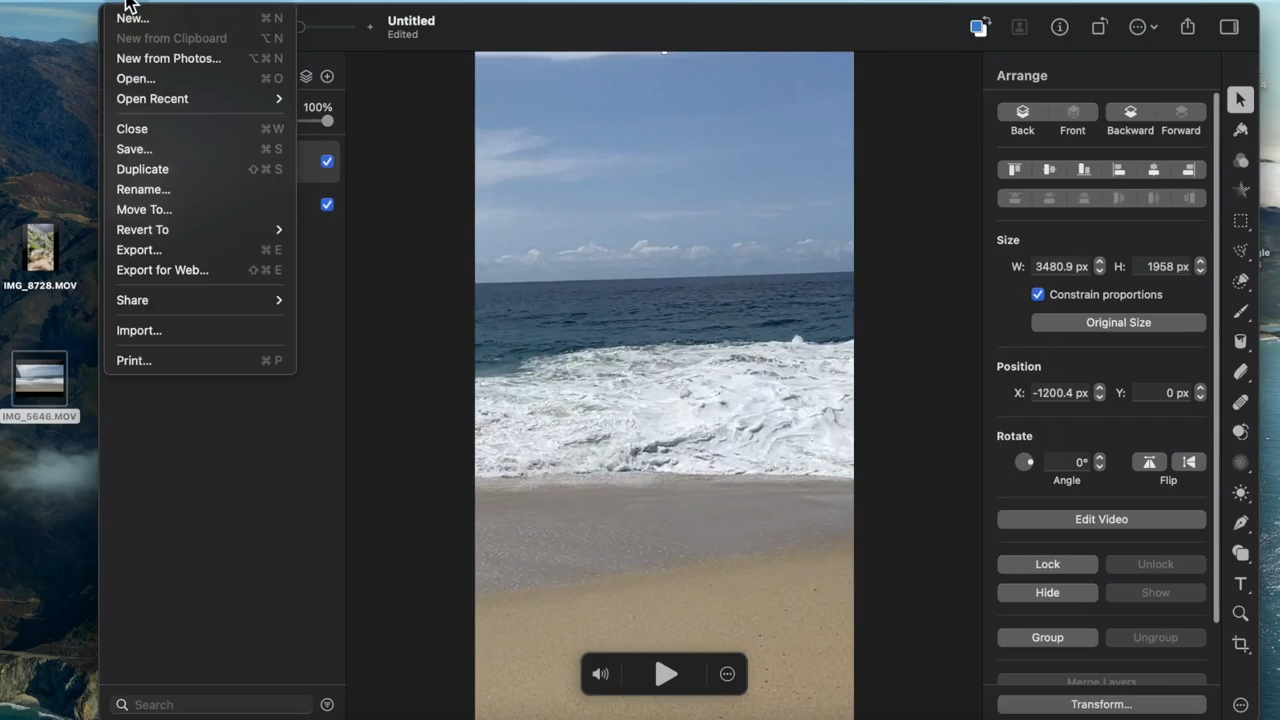 New... ⌘ N
New from Clipboard ⌥ N
New from Photos... ⌥ ⌘ N
Open... ⌘ O
Open Recent
Close ⌘ W
Save... ⌘ S
Duplicate ⇧ ⌘ S
Rename...
Move To...
Revert To
Export... ⌘ E
Export for Web... ⇧ ⌘ E
Share
Import...
Print... ⌘ P
IMG_8728.MOV
IMG_5646.MOV
Untitled
Edited
100%
Search
Arrange
Back Front Backward Forward
Size
W: 3480.9 px H: 1958 px
Constrain proportions
Original Size
Position
X: -1200.4 px Y: 0 px
Rotate
0°
Angle Flip
Edit Video
Lock Unlock
Hide Show
Group Ungroup
Merge Layers
Transform...